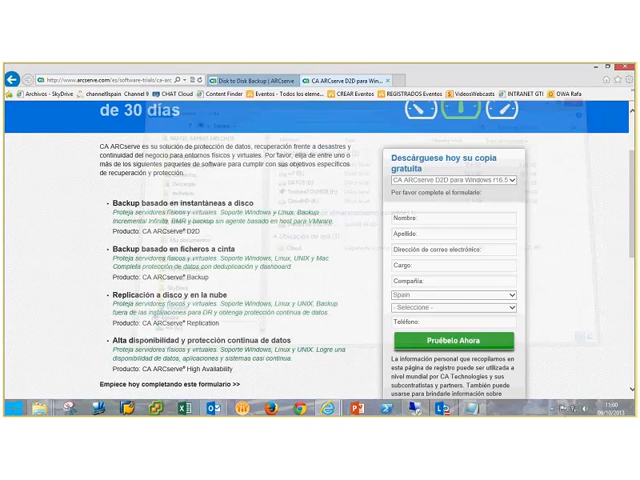 http://www.arcserve.com/es/software-trials/ca-arc
Disk to Disk Backup | ARCserve
CA ARCserve D2D para Win...
Archivos - SkyDrive
channel9spain
Channel 9
CHAT Cloud
Content Finder
Eventos - Todos los eleme...
CREAR Eventos
REGISTRADOS Eventos
VideosWebcasts
INTRANET GTI
OWA Rafa
de 30 días
CA ARCserve es su solución de protección de datos, recuperación frente a desastres y
continuidad del negocio para entornos físicos y virtuales. Por favor, elija de entre uno o
más de los siguientes paquetes de software para cumplir con sus objetivos específicos
de recuperación y protección.
Backup basado en instantáneas a disco
Proteja servidores físicos y virtuales. Soporte Windows y Linux. Backup
Incremental Infinito, BMR y backup sin agente basado en host para VMware.
Producto: CA ARCserve® D2D
Backup basado en ficheros a cinta
Proteja servidores físicos y virtuales. Soporte Windows, Linux, UNIX y Mac
Completa protección de datos con deduplicación y dashboard.
Producto: CA ARCserve® Backup
Replicación a disco y en la nube
Proteja servidores físicos y virtuales. Soporte Windows, Linux y UNIX. Backup
fuera de las instalaciones para DR y obtenga protección continua de datos.
Producto: CA ARCserve® Replication
Alta disponibilidad y protección continua de datos
Proteja servidores físicos y virtuales. Soporte Windows, Linux y UNIX. Logre una
disponibilidad de datos, aplicaciones y sistemas casi total.
Producto: CA ARCserve® High Availability
Empiece hoy completando este formulario >>
Descárguese hoy su copia
gratuita
CA ARCserve D2D para Windows r16.5
Por favor complete el formulario:
Nombre:
Apellido:
Dirección de correo electrónico:
Cargo:
Compañía:
Spain
- Seleccione -
Teléfono:
Pruébelo Ahora
La información personal que recopilamos en
esta página de registro puede ser utilizada a
nivel mundial por CA Technologies y sus
subcontratistas y partners. También puede
usarse para brindarle información sobre
11:00
09/10/2013